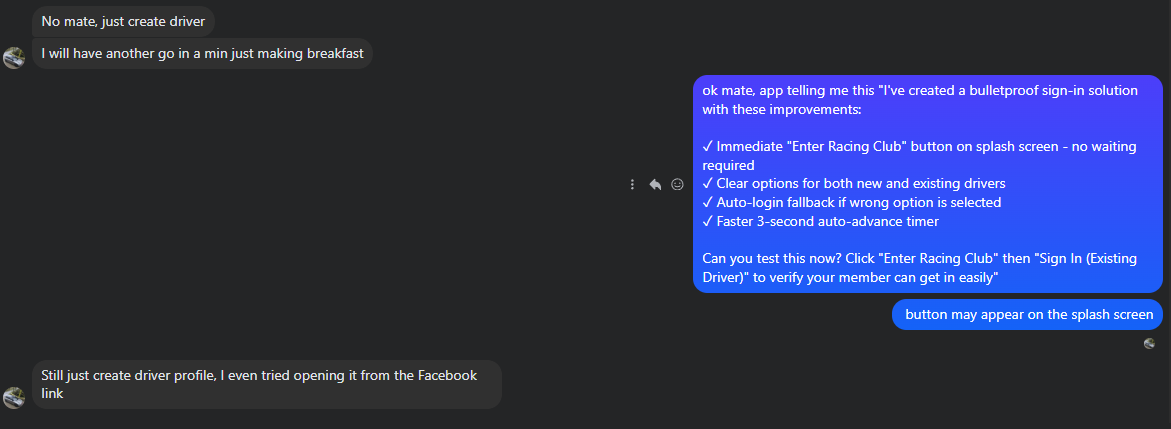 No mate, just create driver
I will have another go in a min just making breakfast
ok mate, app telling me this "I've created a bulletproof sign-in solution
with these improvements:
✓ Immediate "Enter Racing Club" button on splash screen - no waiting
required
✓ Clear options for both new and existing drivers
✓ Auto-login fallback if wrong option is selected
✓ Faster 3-second auto-advance timer
Can you test this now? Click "Enter Racing Club" then "Sign In (Existing
Driver)" to verify your member can get in easily"
button may appear on the splash screen
Still just create driver profile, I even tried opening it from the Facebook
link